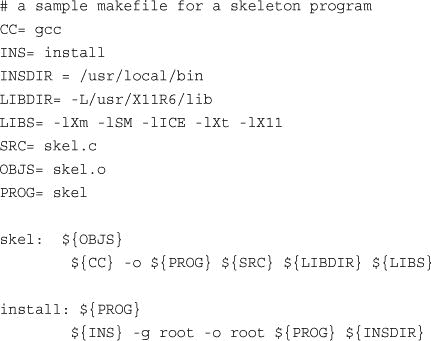 # a sample makefile for a skeleton program
CC= gcc
INS= install
INSDIR = /usr/local/bin
LIBDIR= -L/usr/X11R6/lib
LIBS= -lXm -lSM -lICE -lXt -lX11
SRC= skel.c
OBJS= skel.o
PROG= skel

skel:  ${OBJS}
        ${CC} -o ${PROG} ${SRC} ${LIBDIR} ${LIBS}

install: ${PROG}
        ${INS} -g root -o root ${PROG} ${INSDIR}